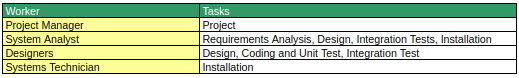 Worker Tasks
Project Manager Project
System Analyst Requirements Analysis, Design, Integration Tests, Installation
Designers Design, Coding and Unit Test, Integration Test
Systems Technician Installation